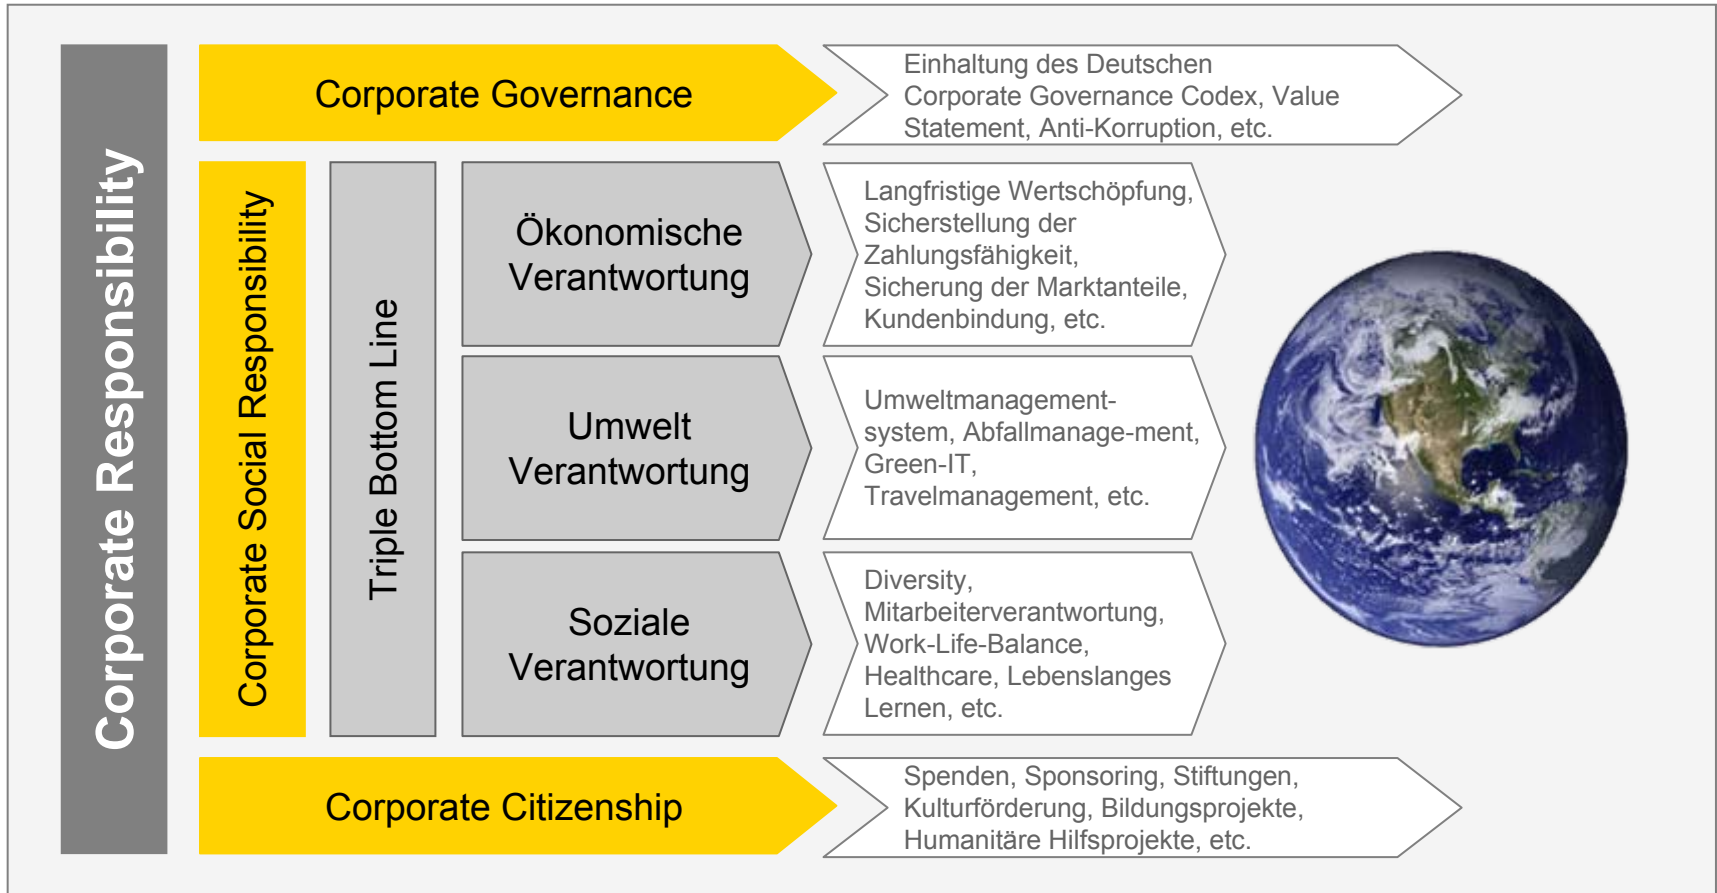 Corporate Responsibility
Corporate Governance
Einhaltung des Deutschen
Corporate Governance Codex, Value
Statement, Anti-Korruption, etc.
Corporate Social Responsibility
Triple Bottom Line
Ökonomische
Verantwortung
Langfristige Wertschöpfung,
Sicherstellung der
Zahlungsfähigkeit,
Sicherung der Marktanteile,
Kundenbindung, etc.
Umwelt
Verantwortung
Umweltmanagement-
system, Abfallmanage-ment,
Green-IT,
Travelmanagement, etc.
Soziale
Verantwortung
Diversity,
Mitarbeiterverantwortung,
Work-Life-Balance,
Healthcare, Lebenslanges
Lernen, etc.
Corporate Citizenship
Spenden, Sponsoring, Stiftungen,
Kulturförderung, Bildungsprojekte,
Humanitäre Hilfsprojekte, etc.